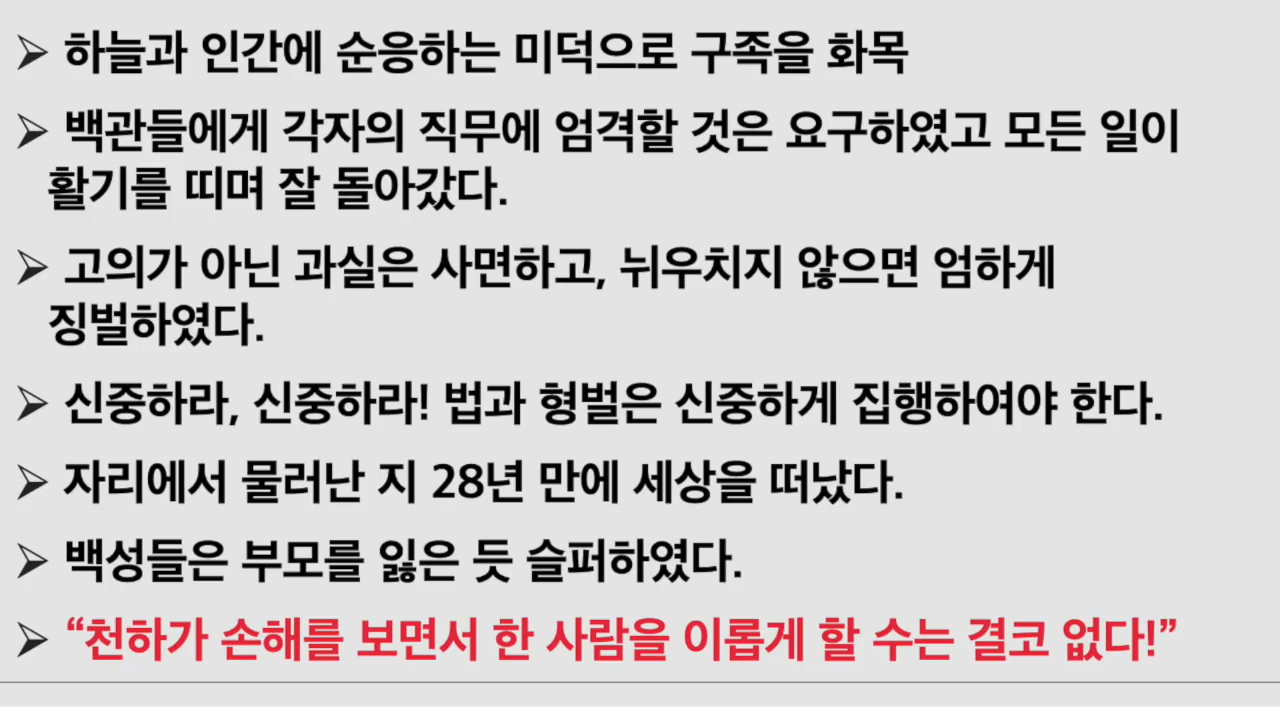 ➢ 하늘과 인간에 순응하는 미덕으로 구족을 화목
➢ 백관들에게 각자의 직무에 엄격할 것은 요구하였고 모든 일이
활기를 띠며 잘 돌아갔다.
➢ 고의가 아닌 과실은 사면하고, 뉘우치지 않으면 엄하게
징벌하였다.
➢ 신중하라, 신중하라! 법과 형벌은 신중하게 집행하여야 한다.
➢ 자리에서 물러난 지 28년 만에 세상을 떠났다.
➢ 백성들은 부모를 잃은 듯 슬퍼하였다.
➢ “천하가 손해를 보면서 한 사람을 이롭게 할 수는 결코 없다!”